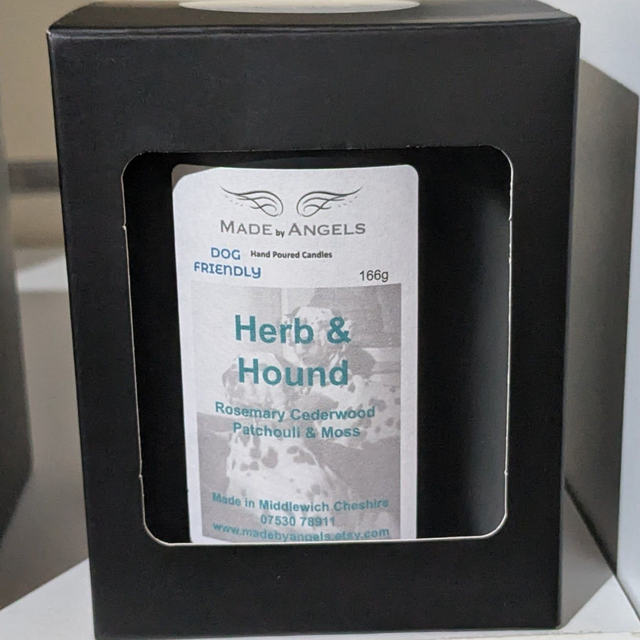 MADE by ANGELS
DOG
FRIENDLY
Hand Poured Candles
166g
Herb &
Hound
Rosemary Cederwood
Patchouli & Moss
Made in Middlewich Cheshire
07530 78911
www.madebyangels.etsy.com